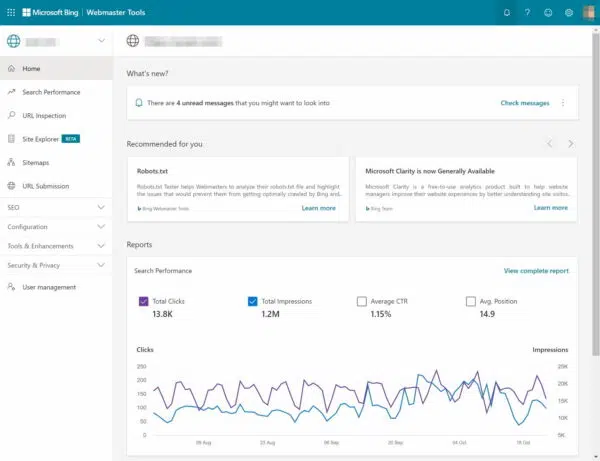 Microsoft Bing | Webmaster Tools
Home
Search Performance
URL Inspection
Site Explorer BETA
Sitemaps
URL Submission
SEO
Configuration
Tools & Enhancements
Security & Privacy
User management
What's new?
There are 4 unread messages that you might want to look into
Check messages
Recommended for you
Robots.txt
Robots.txt Tester helps Webmasters to analyze their robots.txt file and highlight
the issues that would prevent them from getting optimally crawled by Bing and...
Bing Webmaster Tools
Learn more
Microsoft Clarity is now Generally Available
Microsoft Clarity is a free-to-use analytics product built to help website
managers improve their website experiences by better understanding site visito...
Bing Team
Learn more
Reports
Search Performance
View complete report
Total Clicks
13.8K
Total Impressions
1.2M
Average CTR
1.15%
Avg. Position
14.9
Clicks
Impressions
250
200
150
100
50
0
25K
20K
15K
10K
5K
09 Aug
23 Aug
06 Sep
20 Sep
04 Oct
18 Oct